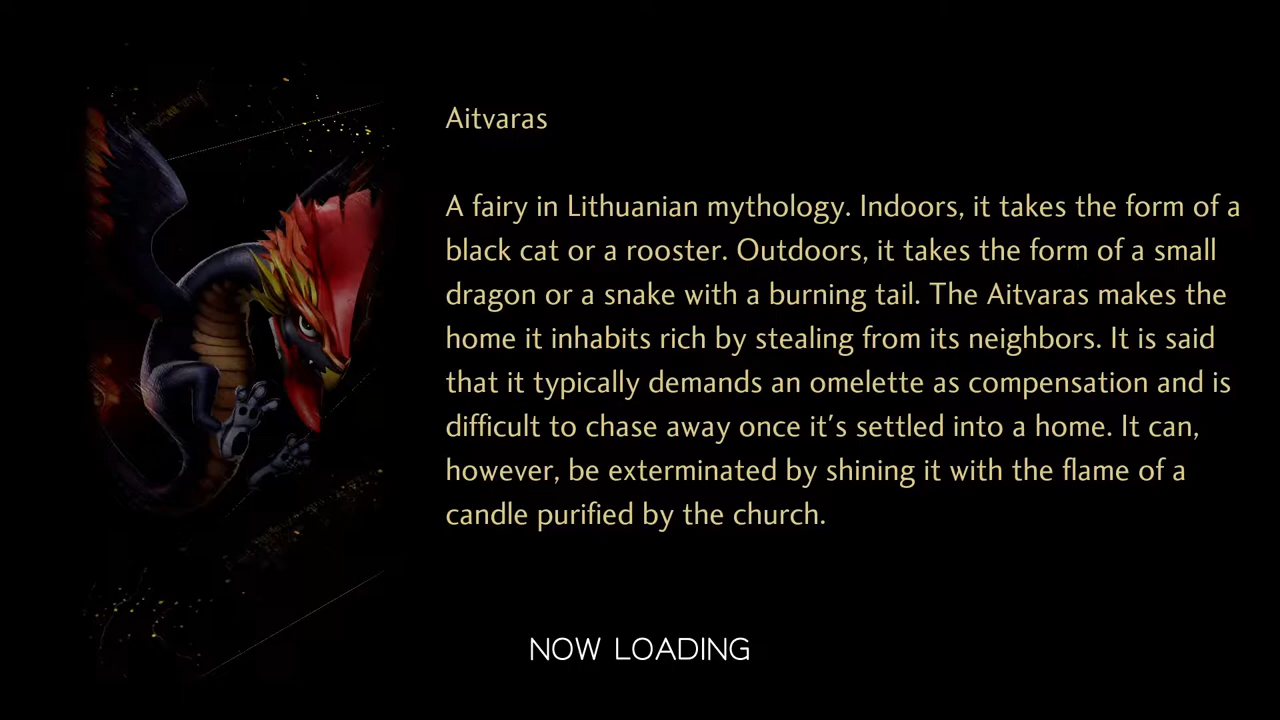 Aitvaras
A fairy in Lithuanian mythology. Indoors, it takes the form of a
black cat or a rooster. Outdoors, it takes the form of a small
dragon or a snake with a burning tail. The Aitvaras makes the
home it inhabits rich by stealing from its neighbors. It is said
that it typically demands an omelette as compensation and is
difficult to chase away once it's settled into a home. It can,
however, be exterminated by shining it with the flame of a
candle purified by the church.
NOW LOADING